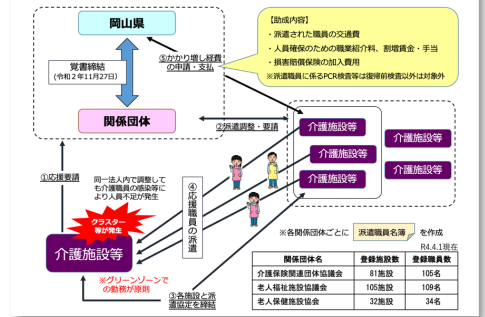 岡山県
覚書締結
(令和２年11月27日)
関係団体
⑤かかり増し経費
の申請・支払
【助成内容】
・派遣された職員の交通費
・人員確保のための職業紹介料、割増賃金・手当
・損害賠償保険の加入費用
※派遣職員に係るPCR検査等は復帰前検査以外は対象外
②派遣調整・要請
介護施設等
介護施設等
介護施設等
介護施設等
介護施設等
①応援要請
同一法人内で調整して
も介護職員の感染等に
より人員不足が発生
④応援職員の派遣
クラスター
等が発生
介護施設等
※グリーンゾーンで
の勤務が原則
③各施設と派
遣協定を締結
※各関係団体ごとに 派遣職員名簿 を作成
R4.4.1現在
関係団体名 登録施設数 登録職員数
介護保険関連団体協議会 81施設 105名
老人福祉施設協議会 105施設 109名
老人保健施設協会 32施設 34名